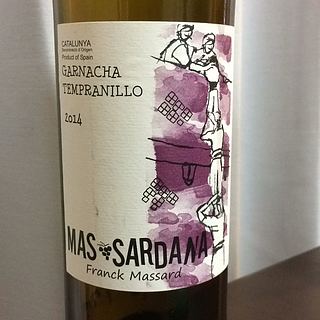 CATALUNYA
Denominació d'Origen
Product of Spain
GARNACHA
TEMPRANILLO
2014
MAS SARDANA
Franck Massard